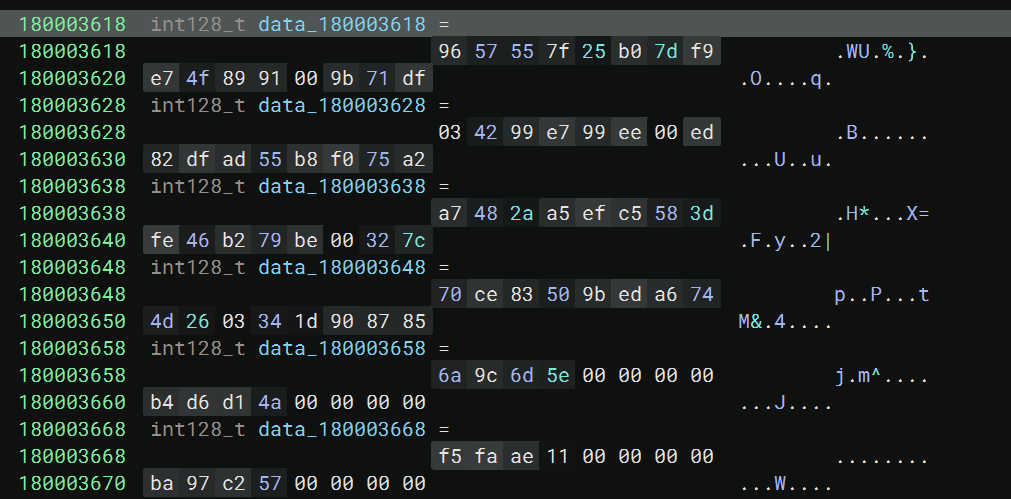 180003618  int128_t data_180003618 =
180003618                          96 57 55 7f 25 b0 7d f9         .WU.%.}.
180003620  e7 4f 89 91 00 9b 71 df                          .O....q.
180003628  int128_t data_180003628 =
180003628                          03 42 99 e7 99 ee 00 ed         .B......
180003630  82 df ad 55 b8 f0 75 a2                          ...U..u.
180003638  int128_t data_180003638 =
180003638                          a7 48 2a a5 ef c5 58 3d         .H*...X=
180003640  fe 46 b2 79 be 00 32 7c                          .F.y..2|
180003648  int128_t data_180003648 =
180003648                          70 ce 83 50 9b ed a6 74         p..P...t
180003650  4d 26 03 34 1d 90 87 85                          M&.4....
180003658  int128_t data_180003658 =
180003658                          6a 9c 6d 5e 00 00 00 00         j.m^....
180003660  b4 d6 d1 4a 00 00 00 00                          ...J....
180003668  int128_t data_180003668 =
180003668                          f5 fa ae 11 00 00 00 00         ........
180003670  ba 97 c2 57 00 00 00 00                          ...W....